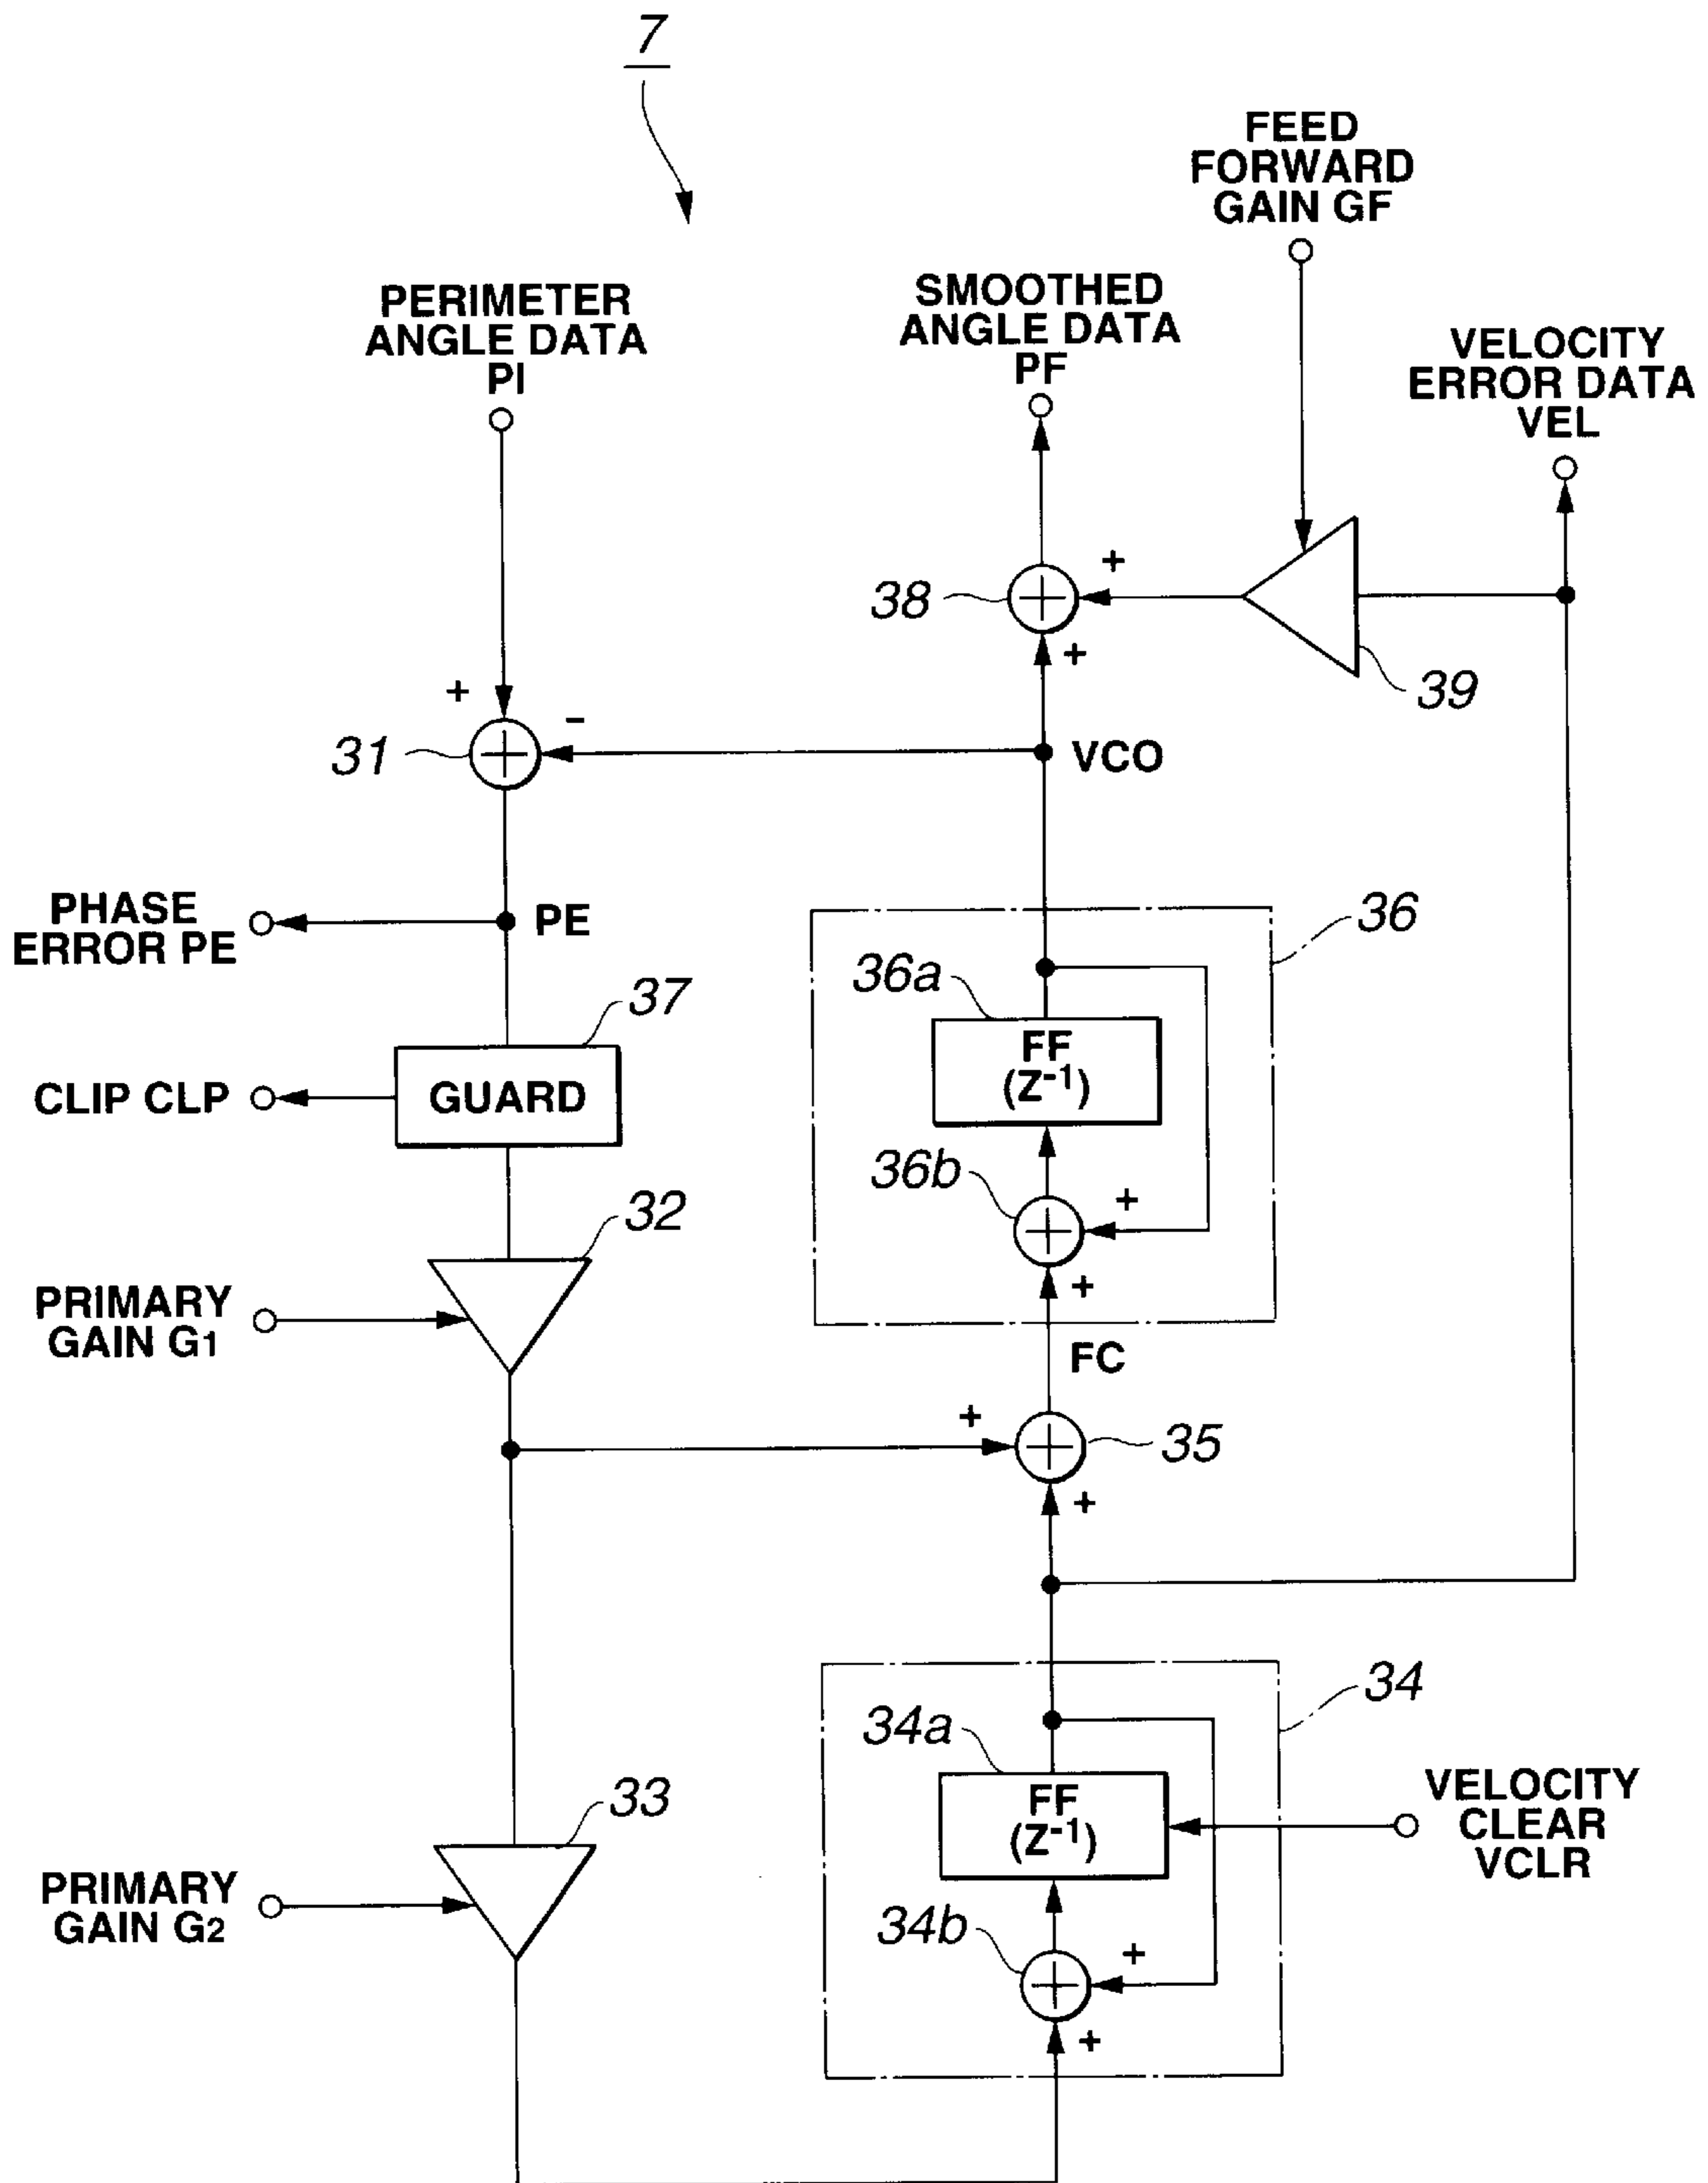 7
FEED
FORWARD
GAIN GF
PERIMETER
ANGLE DATA
PI
SMOOTHED
ANGLE DATA
PF
VELOCITY
ERROR DATA
VEL
38
+
+
39
+
-
31
VCO
PHASE
ERROR PE
PE
36
36a
FF
(Z-1)
37
CLIP CLP
GUARD
36b
+
+
32
PRIMARY
GAIN G1
FC
+
35
+
34
34a
FF
(Z-1)
VELOCITY
CLEAR
VCLR
33
PRIMARY
GAIN G2
34b
+
+